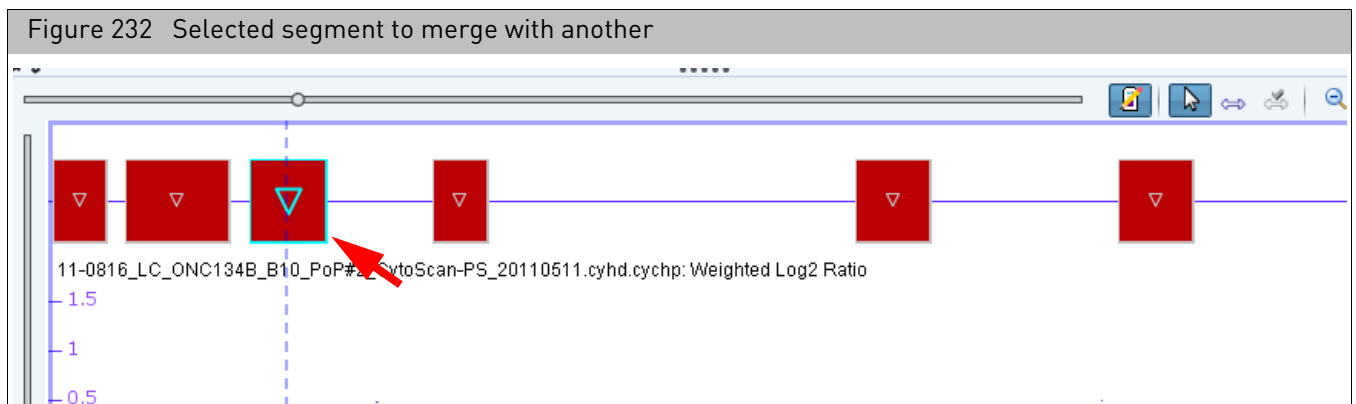 Figure 232 Selected segment to merge with another
11-0816_LC_ONC134B_B10_PoP#2_CytoScan-PS_20110511.cyhd.cychp: Weighted Log2 Ratio
1.5
1
0.5